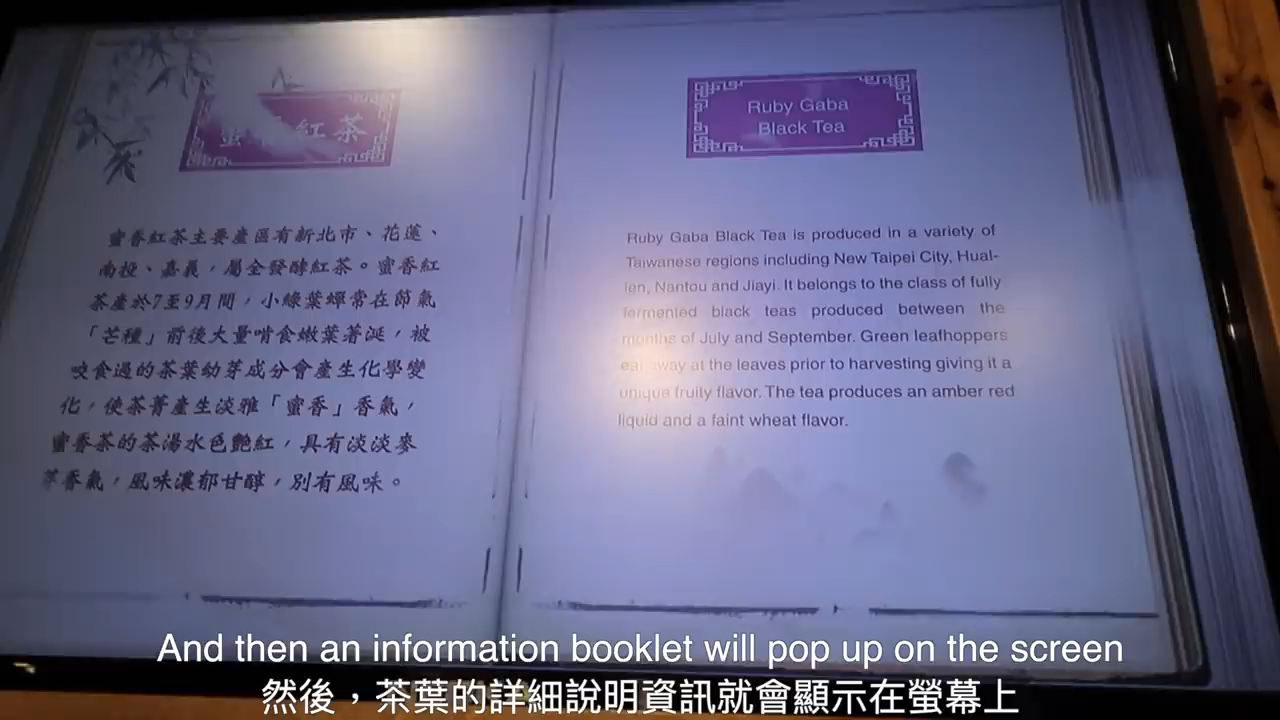 蜜 紅茶
蜜香紅茶主要產區有新北市、花蓮、
南投、嘉義,屬全發酵紅茶。蜜香紅
茶產於7至9月間,小綠葉蟬常在節氣
「芒種」前後大量啃食嫩葉著涎,被
咬食過的茶葉幼芽成分會產生化學變
化,使茶菁產生淡雅「蜜香」香氣,
蜜香茶的茶湯水色艷紅,具有淡淡麥
芽香氣,風味濃郁甘醇,別有風味。
Ruby Gaba
Black Tea
Ruby Gaba Black Tea is produced in a variety of
Taiwanese regions including New Taipei City, Hual-
ien, Nantou and Jiayi. It belongs to the class of fully
fermented black teas produced between the
months of July and September. Green leafhoppers
eat away at the leaves prior to harvesting giving it a
unique fruity flavor. The tea produces an amber red
liquid and a faint wheat flavor.
And then an information booklet will pop up on the screen
然後,茶葉的詳細說明資訊就會顯示在螢幕上